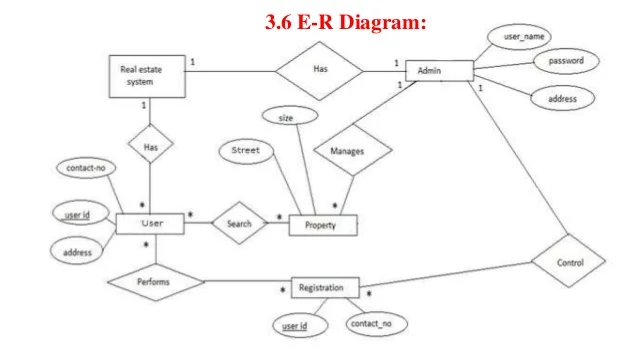 3.6 E-R Diagram:
user_name
Real estate
system
1
Has
1
Admin
password
1
1
1
address
size
Has
Street
Manages
contact-no
*
*
user id
User
*
Search
*
Property
*
address
Performs
Control
*
Registration
*
user id
contact_no